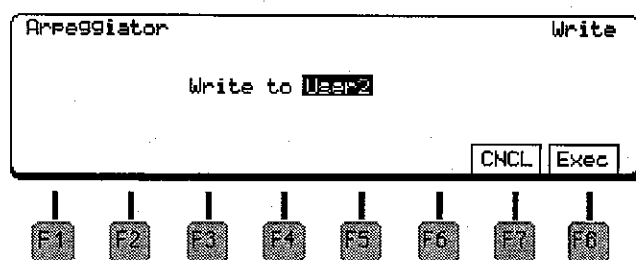 Arpeggiator Write
Write to User2
CNCL Exec
F1 F2 F3 F4 F5 F6 F7 F8